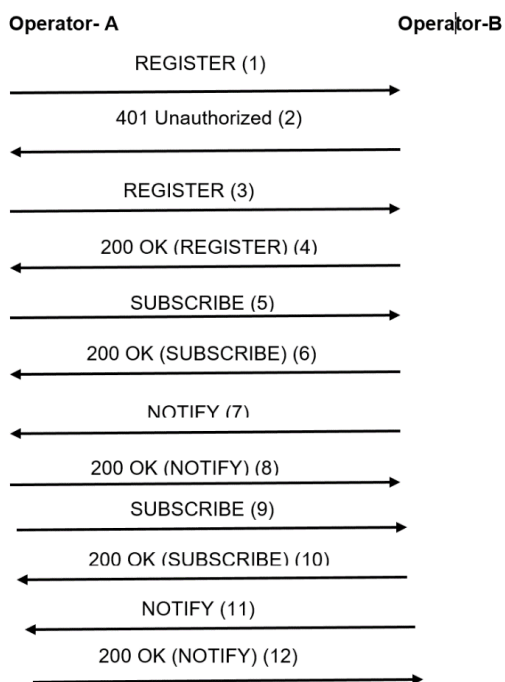 Operator- A
Operator-B
REGISTER (1)
401 Unauthorized (2)
REGISTER (3)
200 OK (REGISTER) (4)
SUBSCRIBE (5)
200 OK (SUBSCRIBE) (6)
NOTIFY (7)
200 OK (NOTIFY) (8)
SUBSCRIBE (9)
200 OK (SUBSCRIBE) (10)
NOTIFY (11)
200 OK (NOTIFY) (12)